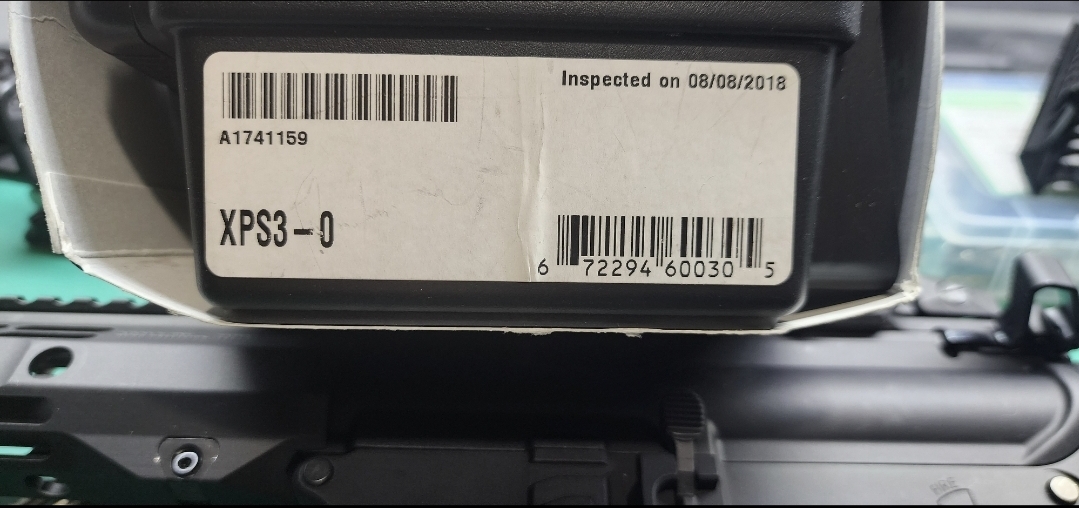 Inspected on 08/08/2018
A1741159
XPS3-0
6 72294 60030 5